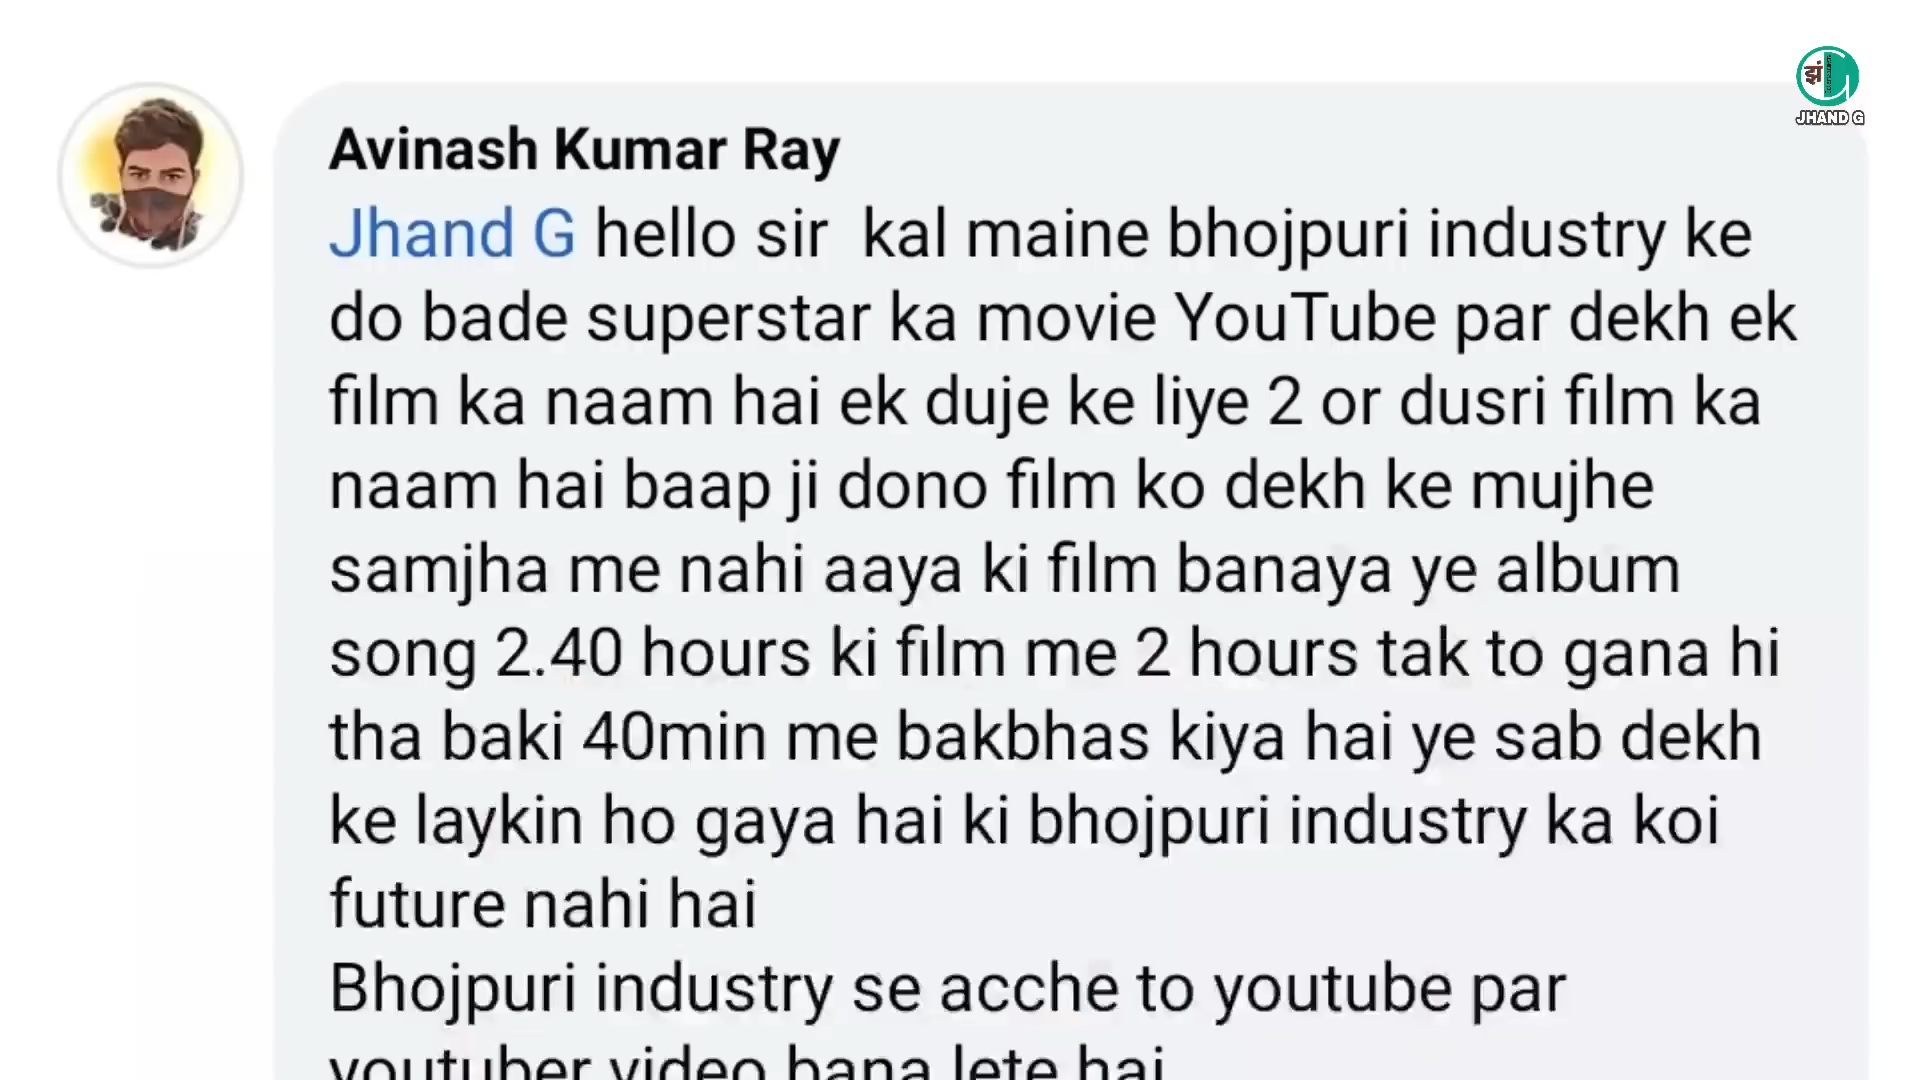 झं
JHAND G
Avinash Kumar Ray
Jhand G hello sir kal maine bhojpuri industry ke
do bade superstar ka movie YouTube par dekh ek
film ka naam hai ek duje ke liye 2 or dusri film ka
naam hai baap ji dono film ko dekh ke mujhe
samjha me nahi aaya ki film banaya ye album
song 2.40 hours ki film me 2 hours tak to gana hi
tha baki 40min me bakbhas kiya hai ye sab dekh
ke laykin ho gaya hai ki bhojpuri industry ka koi
future nahi hai
Bhojpuri industry se acche to youtube par
youtuber video bana lete hai